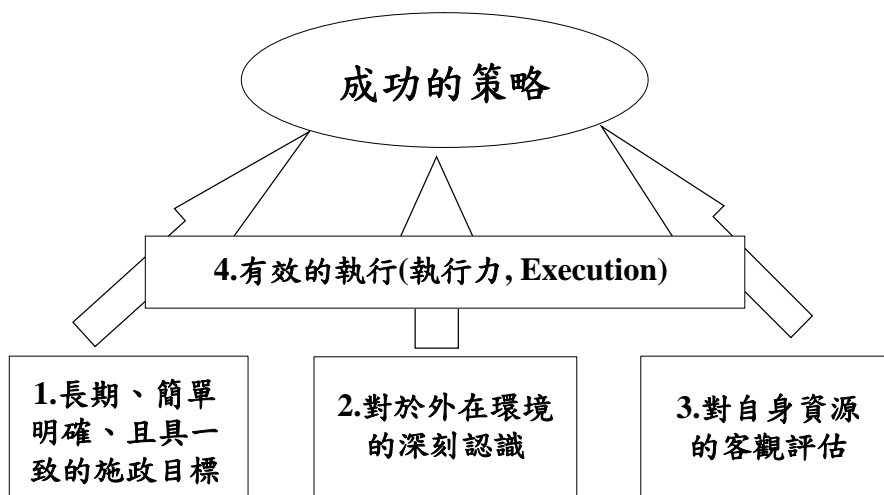 成功的策略
4.有效的執行(執行力, Execution)
1.長期、簡單
明確、且具一
致的施政目標
2.對於外在環境
的深刻認識
3.對自身資源
的客觀評估